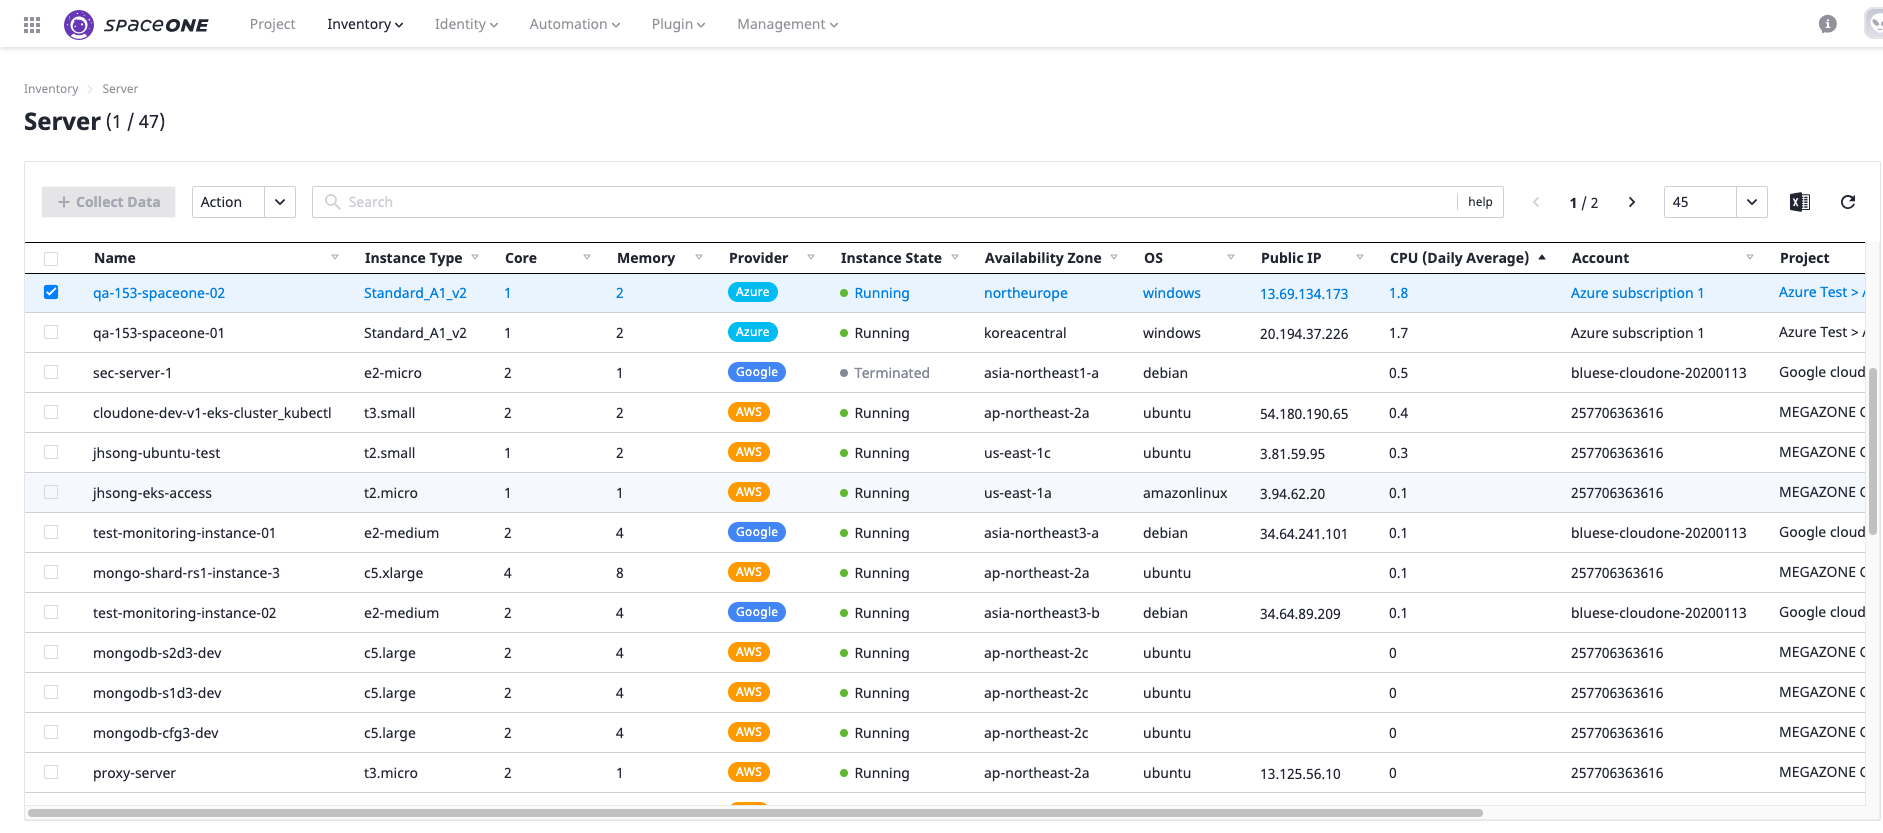 SPACEONE Project Inventory Identity Automation Plugin Management
Inventory Server
Server (1 / 47)
+ Collect Data Action Search help 1 / 2 45
Name Instance Type Core Memory Provider Instance State Availability Zone OS Public IP CPU (Daily Average) Account Project
qa-153-spaceone-02 Standard_A1_v2 1 2 Azure Running northeurope windows 13.69.134.173 1.8 Azure subscription 1 Azure Test >
qa-153-spaceone-01 Standard_A1_v2 1 2 Azure Running koreacentral windows 20.194.37.226 1.7 Azure subscription 1 Azure Test >
sec-server-1 e2-micro 2 1 Google Terminated asia-northeast1-a debian 0.5 bluese-cloudone-20200113 Google cloud
cloudone-dev-v1-eks-cluster_kubectl t3.small 2 2 AWS Running ap-northeast-2a ubuntu 54.180.190.65 0.4 257706363616 MEGAZONE
jhsong-ubuntu-test t2.small 1 2 AWS Running us-east-1c ubuntu 3.81.59.95 0.3 257706363616 MEGAZONE
jhsong-eks-access t2.micro 1 1 AWS Running us-east-1a amazonlinux 3.94.62.20 0.1 257706363616 MEGAZONE
test-monitoring-instance-01 e2-medium 2 4 Google Running asia-northeast3-a debian 34.64.241.101 0.1 bluese-cloudone-20200113 Google cloud
mongo-shard-rs1-instance-3 c5.xlarge 4 8 AWS Running ap-northeast-2a ubuntu 0.1 257706363616 MEGAZONE
test-monitoring-instance-02 e2-medium 2 4 Google Running asia-northeast3-b debian 34.64.89.209 0.1 bluese-cloudone-20200113 Google cloud
mongodb-s2d3-dev c5.large 2 4 AWS Running ap-northeast-2c ubuntu 0 257706363616 MEGAZONE
mongodb-s1d3-dev c5.large 2 4 AWS Running ap-northeast-2c ubuntu 0 257706363616 MEGAZONE
mongodb-cfg3-dev c5.large 2 4 AWS Running ap-northeast-2c ubuntu 0 257706363616 MEGAZONE
proxy-server t3.micro 2 1 AWS Running ap-northeast-2a ubuntu 13.125.56.10 0 257706363616 MEGAZONE